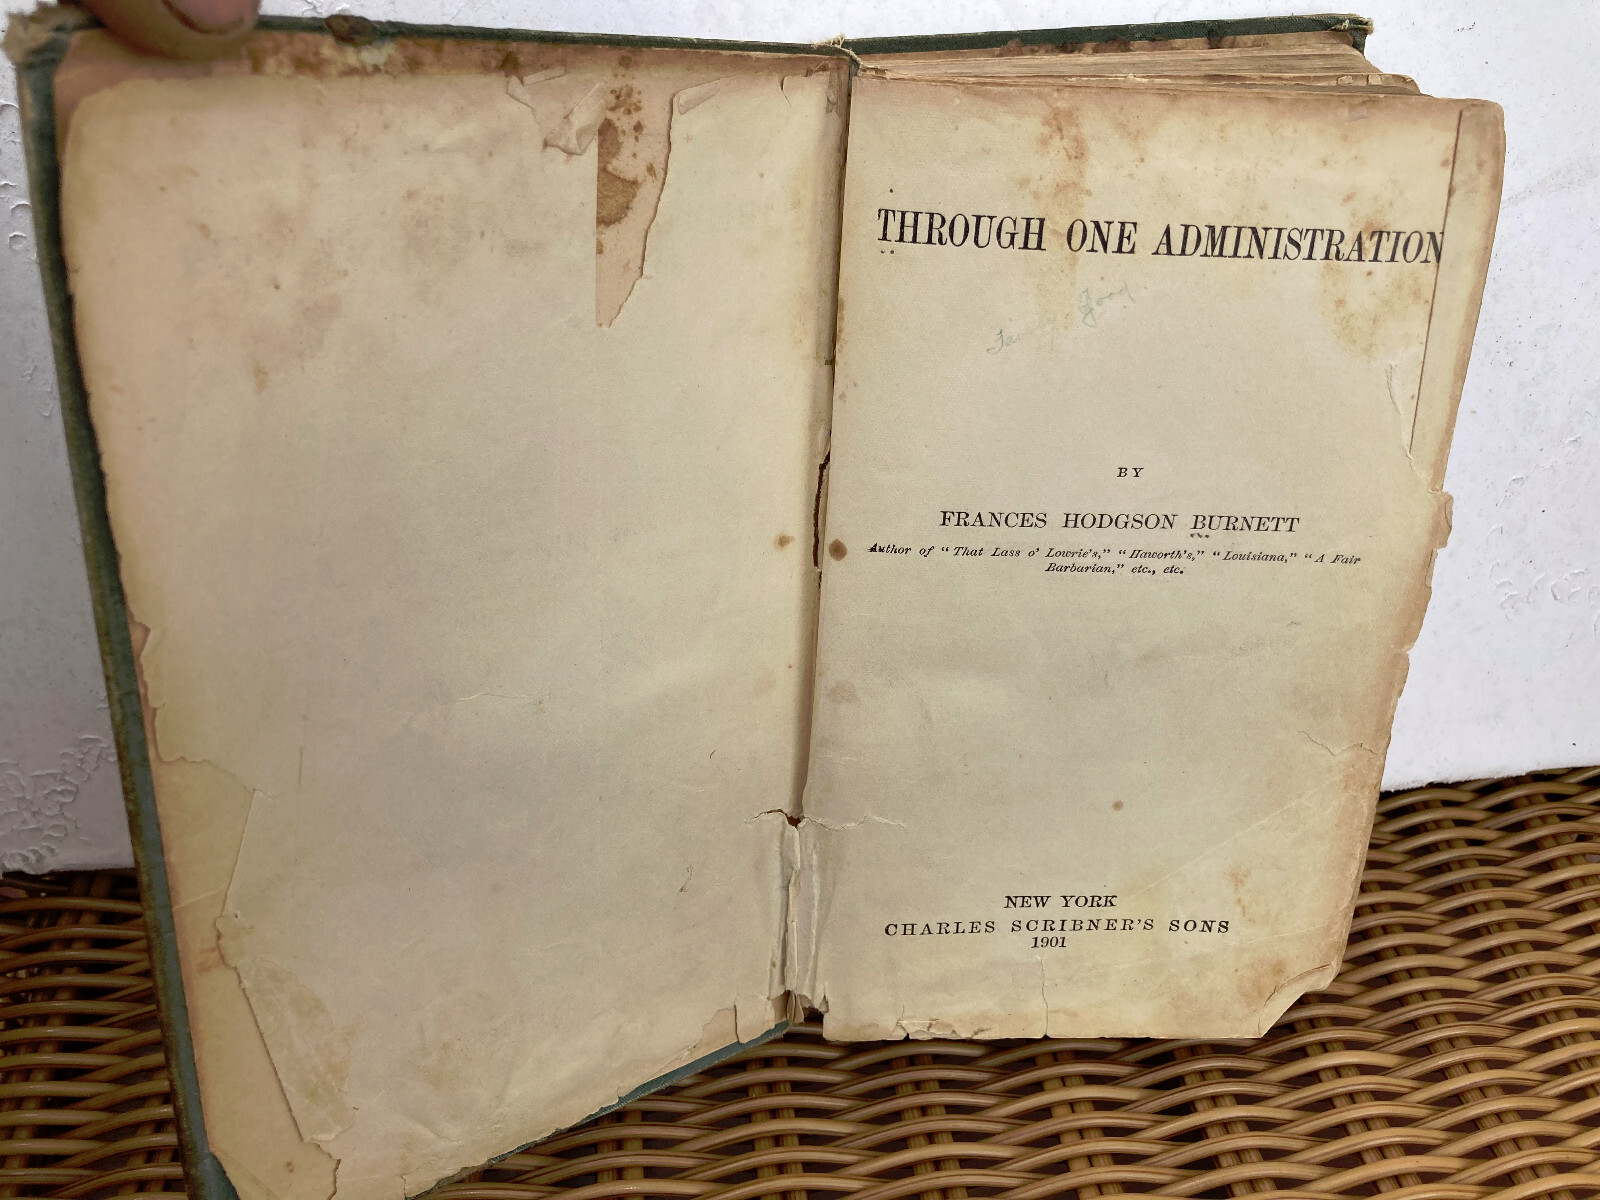 THROUGH ONE ADMINISTRATION
good
BY
FRANCES HODGSON BURNETT
Author of "That Lass o' Lowrie's," "Haworth's," "Louisiana," "A Fair
Barbarian," etc., etc.
NEW YORK
CHARLES SCRIBNER'S SONS
1901